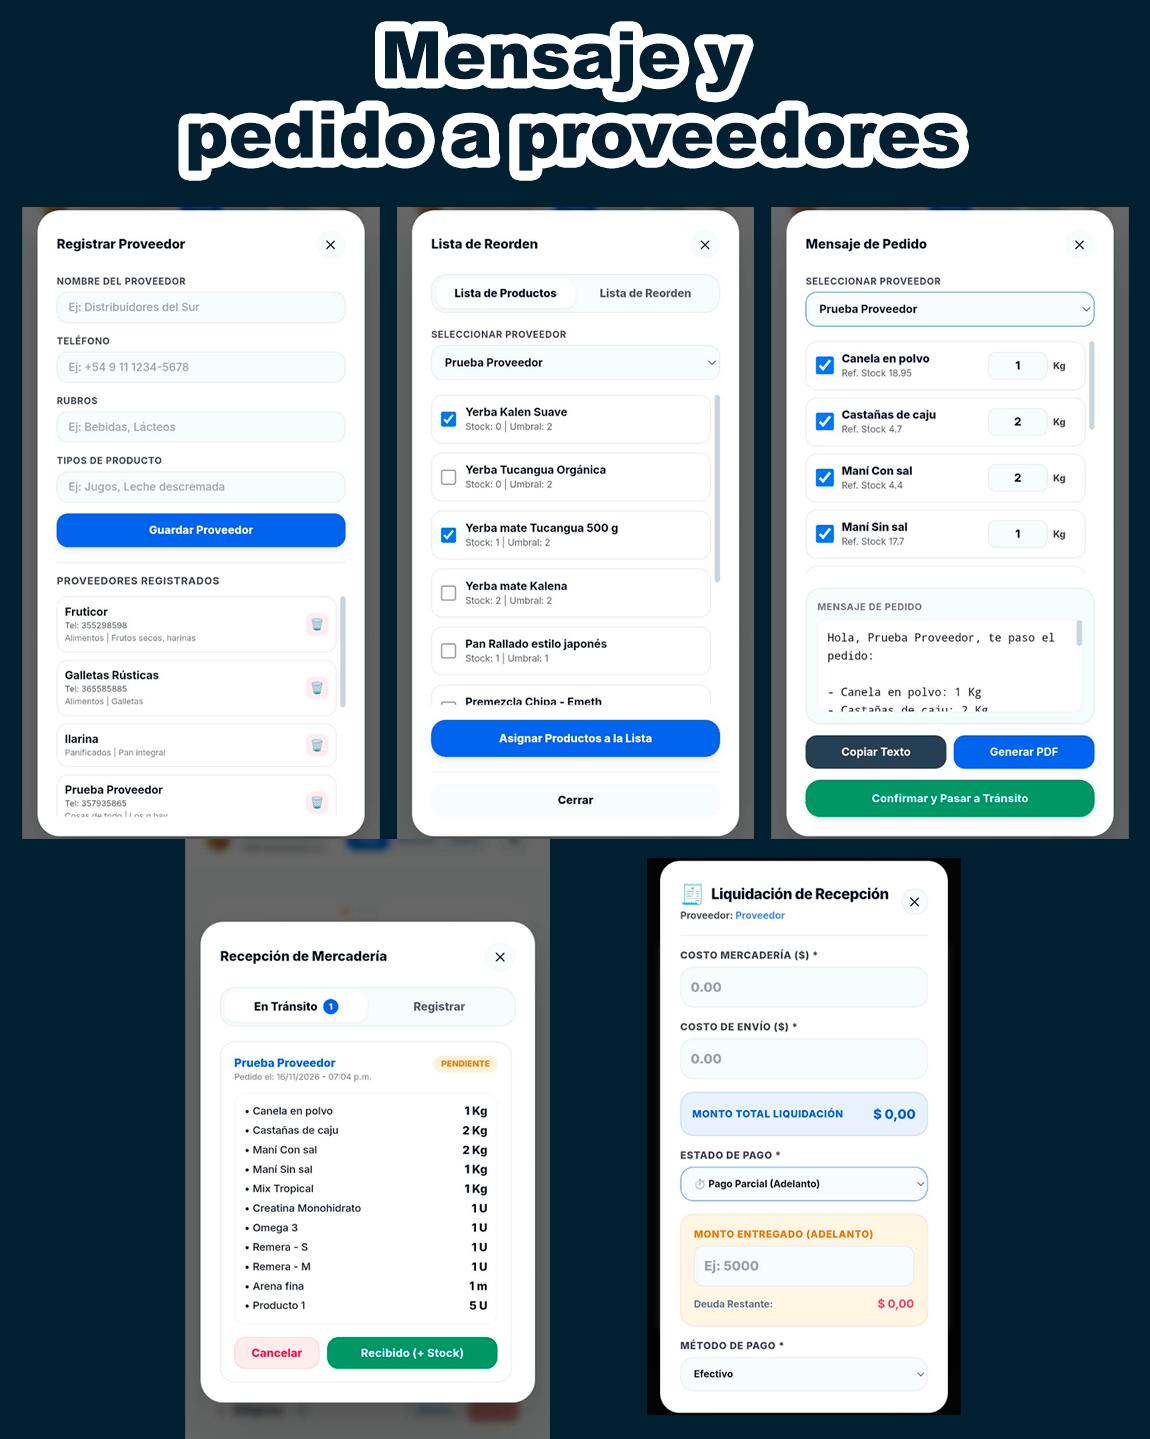 Mensaje y
pedido a proveedores
Registrar Proveedor
NOMBRE DEL PROVEEDOR
Ej: Distribuidores del Sur
TELÉFONO
Ej: +54 9 11 1234-5678
RUBROS
Ej: Bebidas, Lácteos
TIPOS DE PRODUCTO
Ej: Jugos, Leche descremada
Guardar Proveedor
PROVEEDORES REGISTRADOS
Fruticor
Tel: 355298598
Alimentos | Frutos secos, harinas
Galletas Rústicas
Tel: 365585885
Alimentos | Galletas
Ilarina
Panificados | Pan integral
Prueba Proveedor
Tel: 357935865
Cosas de todo | Los q hay
Lista de Reorden
Lista de Productos
Lista de Reorden
SELECCIONAR PROVEEDOR
Prueba Proveedor
Yerba Kalen Suave
Stock: 0 | Umbral: 2
Yerba Tucangua Orgánica
Stock: 0 | Umbral: 2
Yerba mate Tucangua 500 g
Stock: 1 | Umbral: 2
Yerba mate Kalena
Stock: 2 | Umbral: 2
Pan Rallado estilo japonés
Stock: 1 | Umbral: 1
Premezcla Chipa - Emeth
Asignar Productos a la Lista
Cerrar
Mensaje de Pedido
SELECCIONAR PROVEEDOR
Prueba Proveedor
Canela en polvo
Ref. Stock 18.95
1 Kg
Castañas de caju
Ref. Stock 4.7
2 Kg
Maní Con sal
Ref. Stock 4.4
2 Kg
Maní Sin sal
Ref. Stock 17.7
1 Kg
MENSAJE DE PEDIDO
Hola, Prueba Proveedor, te paso el
pedido:
- Canela en polvo: 1 Kg
- Castañas de caju: 2 Kg
Copiar Texto
Generar PDF
Confirmar y Pasar a Tránsito
Recepción de Mercadería
En Tránsito 1
Registrar
Prueba Proveedor
PENDIENTE
Pedido el: 16/11/2026 - 07:04 p.m.
• Canela en polvo 1 Kg
• Castañas de caju 2 Kg
• Maní Con sal 2 Kg
• Maní Sin sal 1 Kg
• Mix Tropical 1 Kg
• Creatina Monohidrato 1 U
• Omega 3 1 U
• Remera - S 1 U
• Remera - M 1 U
• Arena fina 1 m
• Producto 1 5 U
Cancelar
Recibido (+ Stock)
Liquidación de Recepción
Proveedor: Proveedor
COSTO MERCADERÍA ($) *
0.00
COSTO DE ENVÍO ($) *
0.00
MONTO TOTAL LIQUIDACIÓN $ 0,00
ESTADO DE PAGO *
Pago Parcial (Adelanto)
MONTO ENTREGADO (ADELANTO)
Ej: 5000
Deuda Restante: $ 0,00
MÉTODO DE PAGO *
Efectivo